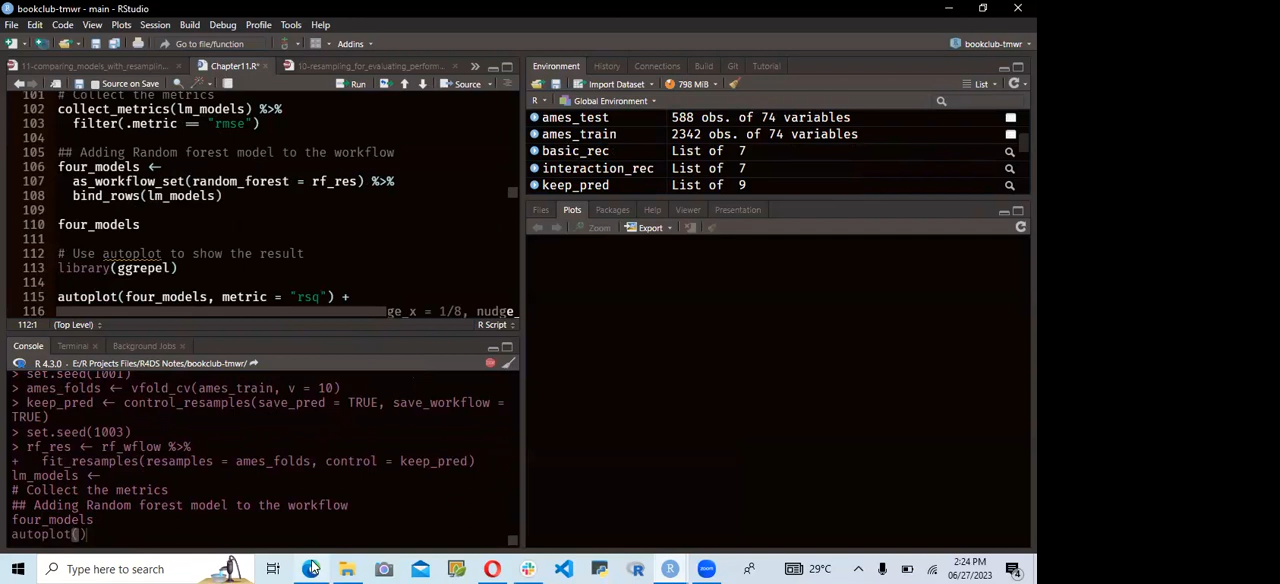 bookclub-tmwr - main - RStudio
File Edit Code View Plots Session Build Debug Profile Tools Help
Go to file/function Addins bookclub-tmwr
11-comparing_models_with_resamplin... Chapter11.R* 10-resampling_for_evaluating_perform...
Source on Save Run Source
101 # Collect the metrics
102 collect_metrics(lm_models) %>%
103 filter(.metric == "rmse")
104
105 ## Adding Random forest model to the workflow
106 four_models <-
107 as_workflow_set(random_forest = rf_res) %>%
108 bind_rows(lm_models)
109
110 four_models
111
112 # Use autoplot to show the result
113 library(ggrepel)
114
115 autoplot(four_models, metric = "rsq") +
116 ge_x = 1/8, nudge_
112:1 (Top Level) R Script
Console Terminal Background Jobs
R 4.3.0 · E:/R Projects Files/R4DS Notes/bookclub-tmwr/
> set.seed(1001)
> ames_folds <- vfold_cv(ames_train, v = 10)
> keep_pred <- control_resamples(save_pred = TRUE, save_workflow =
TRUE)
> set.seed(1003)
> rf_res <- rf_wflow %>%
+ fit_resamples(resamples = ames_folds, control = keep_pred)
lm_models <-
# Collect the metrics
## Adding Random forest model to the workflow
four_models
autoplot()
Environment History Connections Build Git Tutorial
Import Dataset 798 MiB List
R Global Environment
ames_test 588 obs. of 74 variables
ames_train 2342 obs. of 74 variables
basic_rec List of 7
interaction_rec List of 7
keep_pred List of 9
Files Plots Packages Help Viewer Presentation
Zoom Export
Type here to search
zoom
29°C
2:24 PM
06/27/2023
4